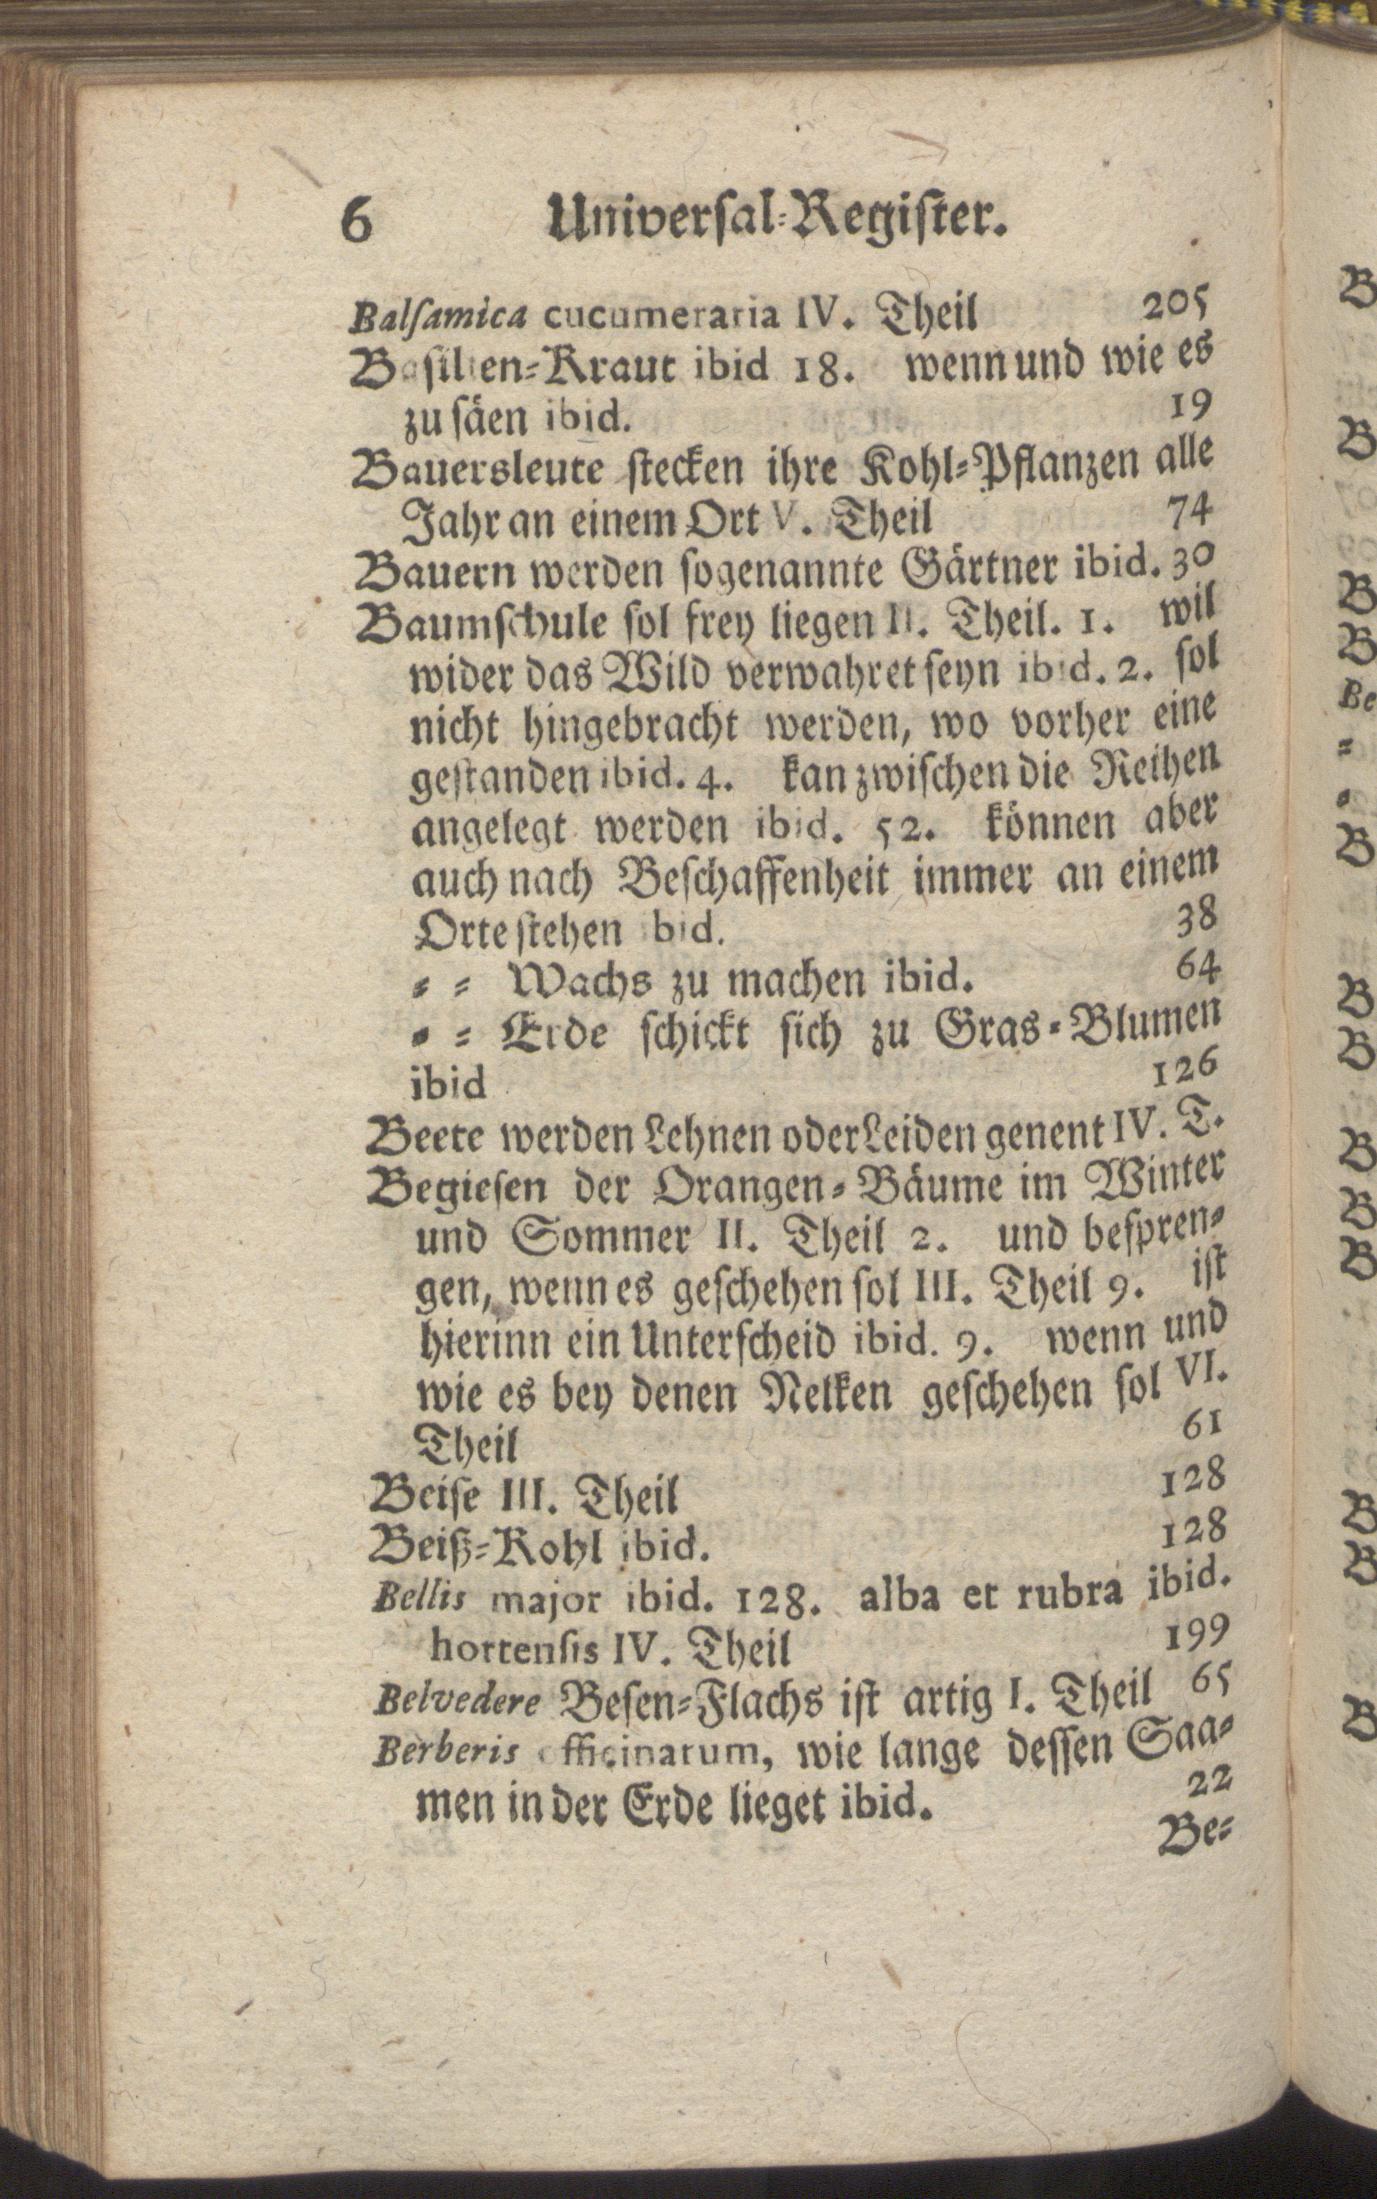 6 Universal-Register.
Balſamica cucumeraria IV. Theil 205
Baſilien-Kraut ibid 18. wenn und wie es
zu ſäen ibid. 19
Bauersleute ſtecken ihre Kohl-Pflanzen alle
Jahr an einem Ort V. Theil 74
Bauern werden ſogenannte Gärtner ibid. 30
Baumſchule ſol frey liegen II. Theil. 1. wil
wider das Wild verwahret ſeyn ibid. 2. ſol
nicht hingebracht werden, wo vorher eine
geſtanden ibid. 4. kan zwiſchen die Reihen
angelegt werden ibid. 52. können aber
auch nach Beſchaffenheit immer an einem
Orte ſtehen ibid. 38
= = Wachs zu machen ibid. 64
= = Erde ſchickt ſich zu Gras-Blumen
ibid 126
Beete werden Lehnen oder Leiden genent IV. T.
Begieſen der Orangen-Bäume im Winter
und Sommer II. Theil 2. und beſpren-
gen, wenn es geſchehen ſol III. Theil 9. iſt
hierinn ein Unterſcheid ibid. 9. wenn und
wie es bey denen Nelken geſchehen ſol VI.
Theil 61
Beiſe III. Theil 128
Beiß-Kohl ibid. 128
Bellis major ibid. 128. alba et rubra ibid.
hortenſis IV. Theil 199
Belvedere Beſen-Flachs iſt artig I. Theil 65
Berberis officinarum, wie lange deſſen Saa-
men in der Erde lieget ibid. 22
Be-
B
B
B
B
Be
=
=
B
B
B
B
B
B
B
B
B